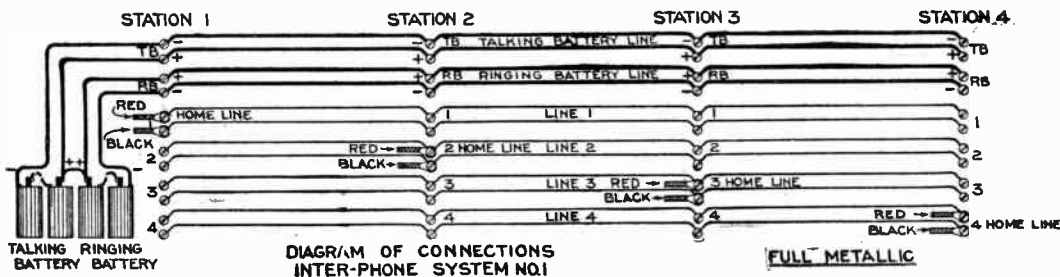 STATION 1 STATION 2 STATION 3 STATION 4
- - TB TALKING BATTERY LINE - TB -
TB + + + + TB
+ + RB RINGING BATTERY LINE + RB +
RB - - - - RB
RED HOME LINE 1 LINE 1 1 1
1
BLACK
2 RED 2 HOME LINE LINE 2 2 2
BLACK
+ +
- -
3 3 LINE 3 RED 3 HOME LINE 3
BLACK
4 4 LINE 4 4 RED
BLACK 4 HOME LINE
TALKING BATTERY
RINGING BATTERY
DIAGRAM OF CONNECTIONS
INTER-PHONE SYSTEM NO.1
FULL METALLIC